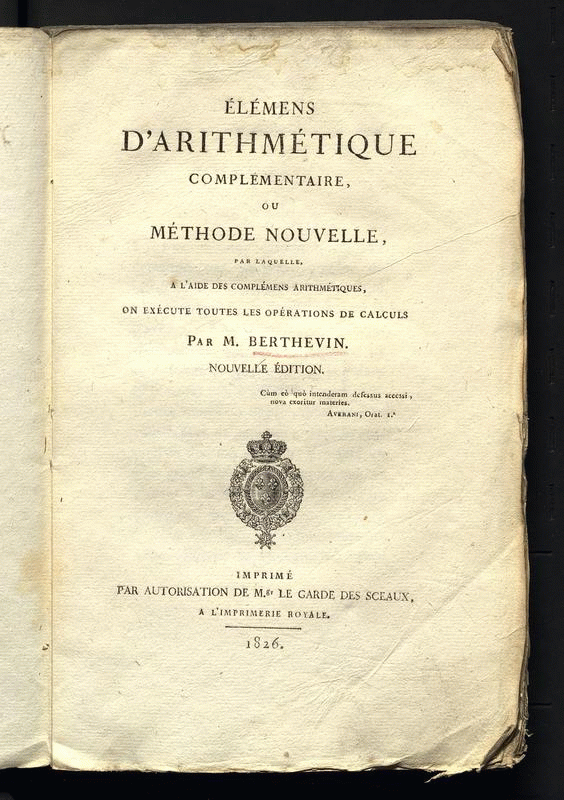 ÉLÉMENS
D'ARITHMÉTIQUE
COMPLÉMENTAIRE,
OU
MÉTHODE NOUVELLE,
PAR LAQUELLE,
A L'AIDE DES COMPLÉMENS ARITHMÉTIQUES,
ON EXÉCUTE TOUTES LES OPÉRATIONS DE CALCULS
PAR M. BERTHEVIN.
NOUVELLE ÉDITION.
Cùm eò quò intenderam defessus accessi,
nova exoritur materies.
AVERANI, Orat. 1.ª
IMPRIMÉ
PAR AUTORISATION DE M.gr LE GARDE DES SCEAUX,
A L'IMPRIMERIE ROYALE.
1826.